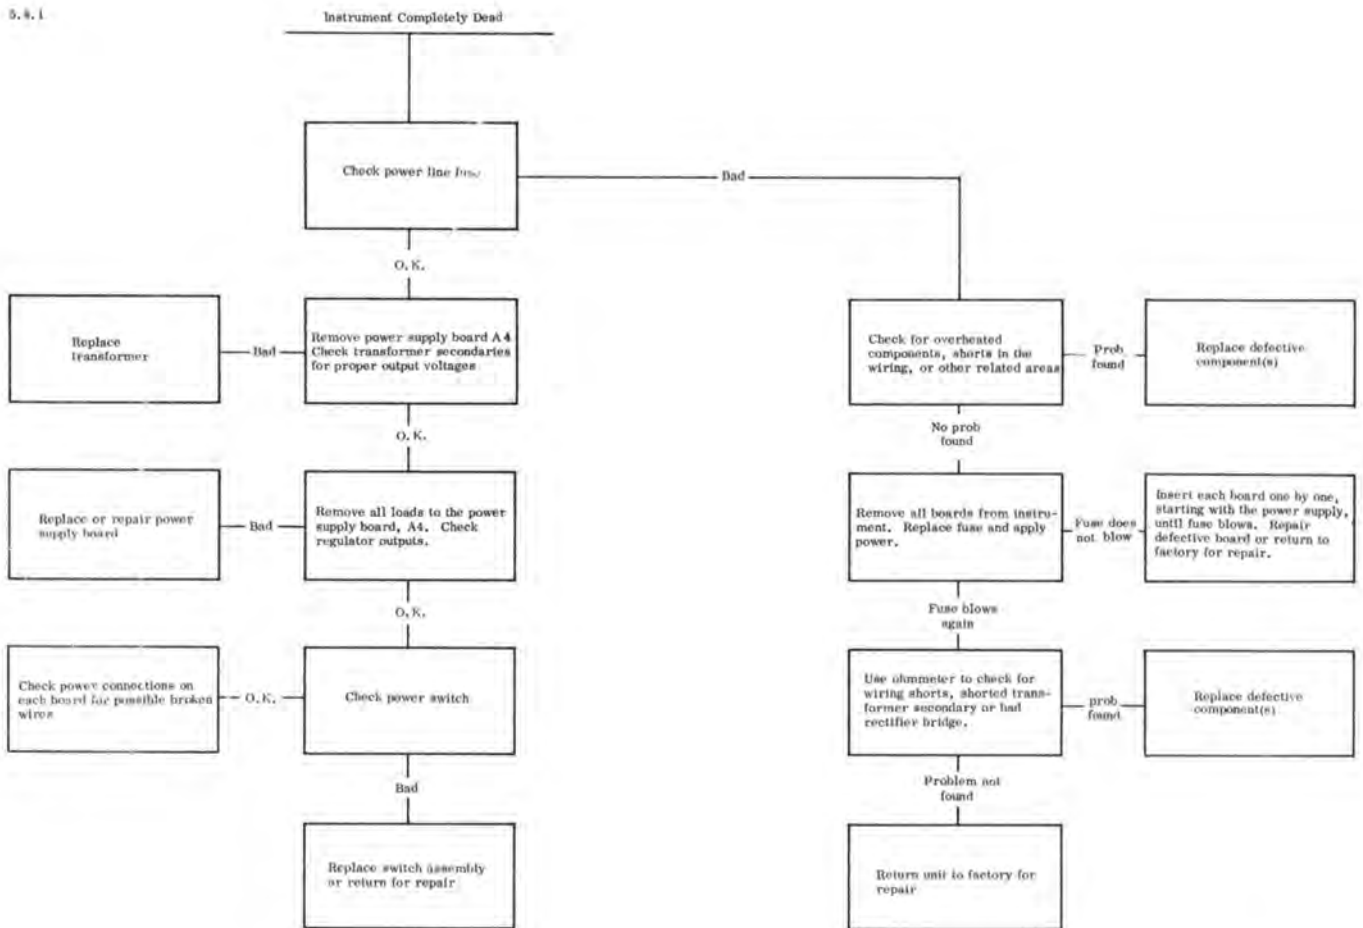 5.4.1
Instrument Completely Dead
Check power line fuse
Bad
O.K.
Replace
transformer
Bad
Remove power supply board A4
Check transformer secondaries
for proper output voltages
Check for overheated
components, shorts in the
wiring, or other related areas
Prob
found
Replace defective
component(s)
O.K.
No prob
found
Replace or repair power
supply board
Bad
Remove all loads to the power
supply board, A4. Check
regulator outputs.
Remove all boards from instru-
ment. Replace fuse and apply
power.
Fuse does
not blow
Insert each board one by one,
starting with the power supply,
until fuse blows. Repair
defective board or return to
factory for repair.
O.K.
Fuse blows
again
Check power connections on
each board for possible broken
wires
O.K.
Check power switch
Use ohmmeter to check for
wiring shorts, shorted trans-
former secondary or bad
rectifier bridge.
prob
found
Replace defective
component(s)
Bad
Problem not
found
Replace switch assembly
or return for repair
Return unit to factory for
repair